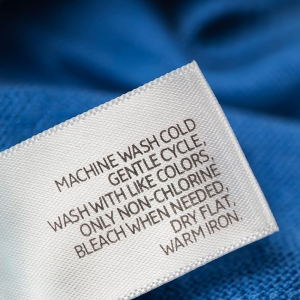 MACHINE WASH COLD
GENTLE CYCLE,
WASH WITH LIKE COLORS,
ONLY NON-CHLORINE
BLEACH WHEN NEEDED,
DRY FLAT,
WARM IRON.